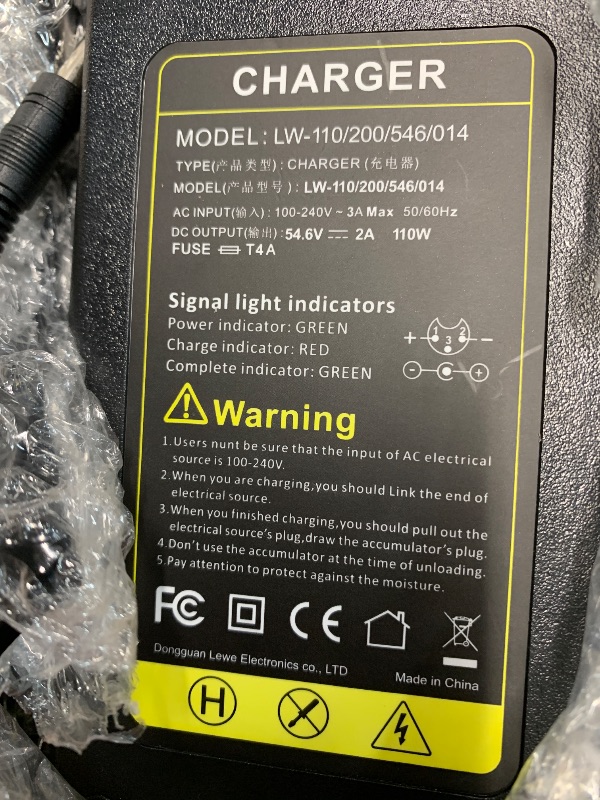 CHARGER
MODEL: LW-110/200/546/014
TYPE(产品类型): CHARGER (充电器)
MODEL(产品型号): LW-110/200/546/014
AC INPUT(输入): 100-240V ~ 3A Max 50/60Hz
DC OUTPUT(输出): 54.6V ⎓ 2A 110W
FUSE T4A
Signal light indicators
Power indicator: GREEN
Charge indicator: RED
Complete indicator: GREEN
+ 1 2 3 −
− C +
Warning
1.Users nunt be sure that the input of AC electrical
source is 100-240V.
2.When you are charging,you should Link the end of
electrical source.
3.When you finished charging,you should pull out the
electrical source's plug,draw the accumulator's plug.
4.Don't use the accumulator at the time of unloading.
5.Pay attention to protect against the moisture.
FC CE
Dongguan Lewe Electronics co., LTD
Made in China
H